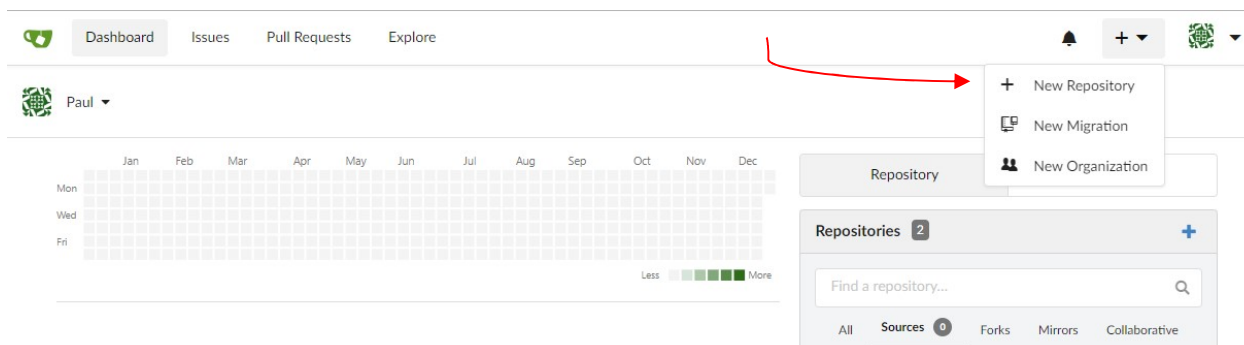 Dashboard Issues Pull Requests Explore
+
Paul
+ New Repository
New Migration
New Organization
Jan Feb Mar Apr May Jun Jul Aug Sep Oct Nov Dec
Mon
Wed
Fri
Less More
Repository
Repositories 2
Find a repository...
All Sources 0 Forks Mirrors Collaborative